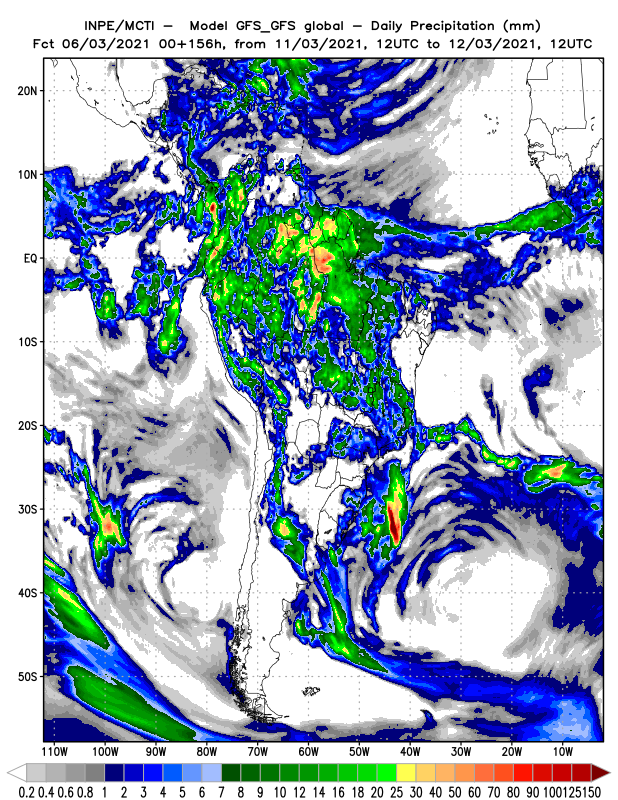 INPE/MCTI –  Model GFS_GFS global – Daily Precipitation (mm)
Fct 06/03/2021 00+156h, from 11/03/2021, 12UTC to 12/03/2021, 12UTC
20N
10N
EQ
10S
20S
30S
40S
50S
110W 100W 90W 80W 70W 60W 50W 40W 30W 20W 10W
0.2 0.4 0.6 0.8 1 2 3 4 5 6 7 8 9 10 12 14 16 18 20 25 30 40 50 60 70 80 90 100 125 150